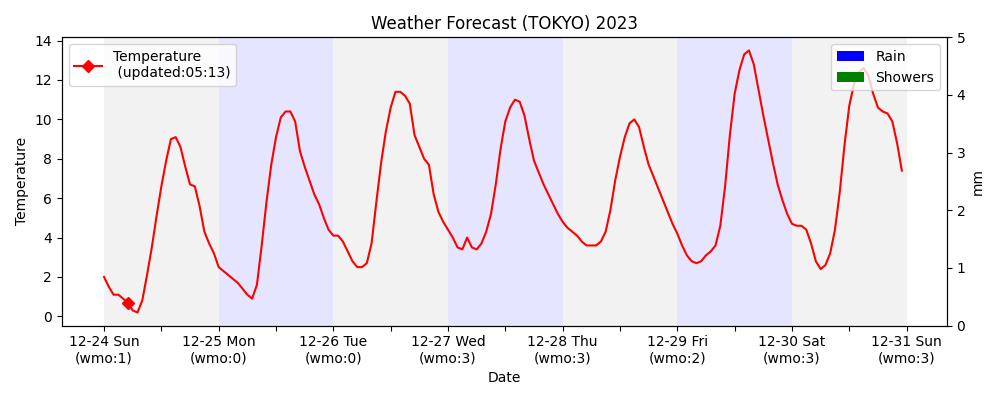 Weather Forecast (TOKYO) 2023
Temperature
(updated:05:13)
Rain
Showers
14
12
10
8
6
4
2
0
Temperature
5
4
3
2
1
0
mm
12-24 Sun
(wmo:1)
12-25 Mon
(wmo:0)
12-26 Tue
(wmo:0)
12-27 Wed
(wmo:3)
12-28 Thu
(wmo:3)
12-29 Fri
(wmo:2)
12-30 Sat
(wmo:3)
12-31 Sun
(wmo:3)
Date